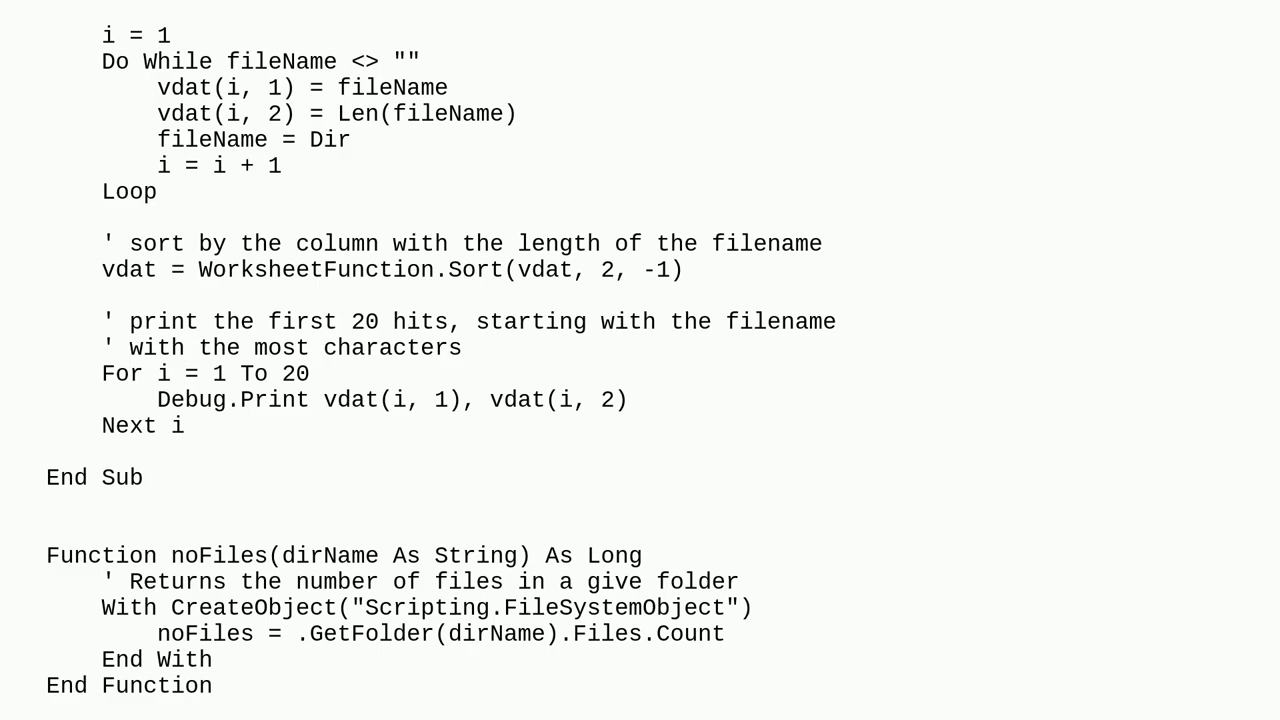 i = 1
Do While fileName <> ""
vdat(i, 1) = fileName
vdat(i, 2) = Len(fileName)
fileName = Dir
i = i + 1
Loop
' sort by the column with the length of the filename
vdat = WorksheetFunction.Sort(vdat, 2, -1)
' print the first 20 hits, starting with the filename
' with the most characters
For i = 1 To 20
Debug.Print vdat(i, 1), vdat(i, 2)
Next i
End Sub
Function noFiles(dirName As String) As Long
' Returns the number of files in a give folder
With CreateObject("Scripting.FileSystemObject")
noFiles = .GetFolder(dirName).Files.Count
End With
End Function